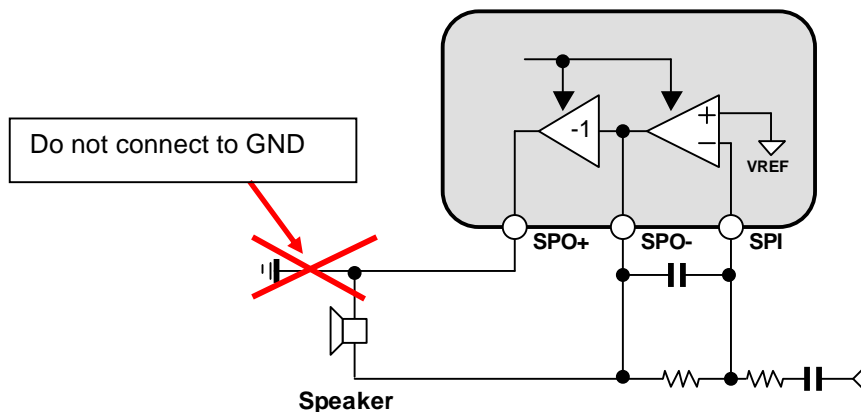 Do not connect to GND
-1
+
−
VREF
SPO+
SPO-
SPI
Speaker